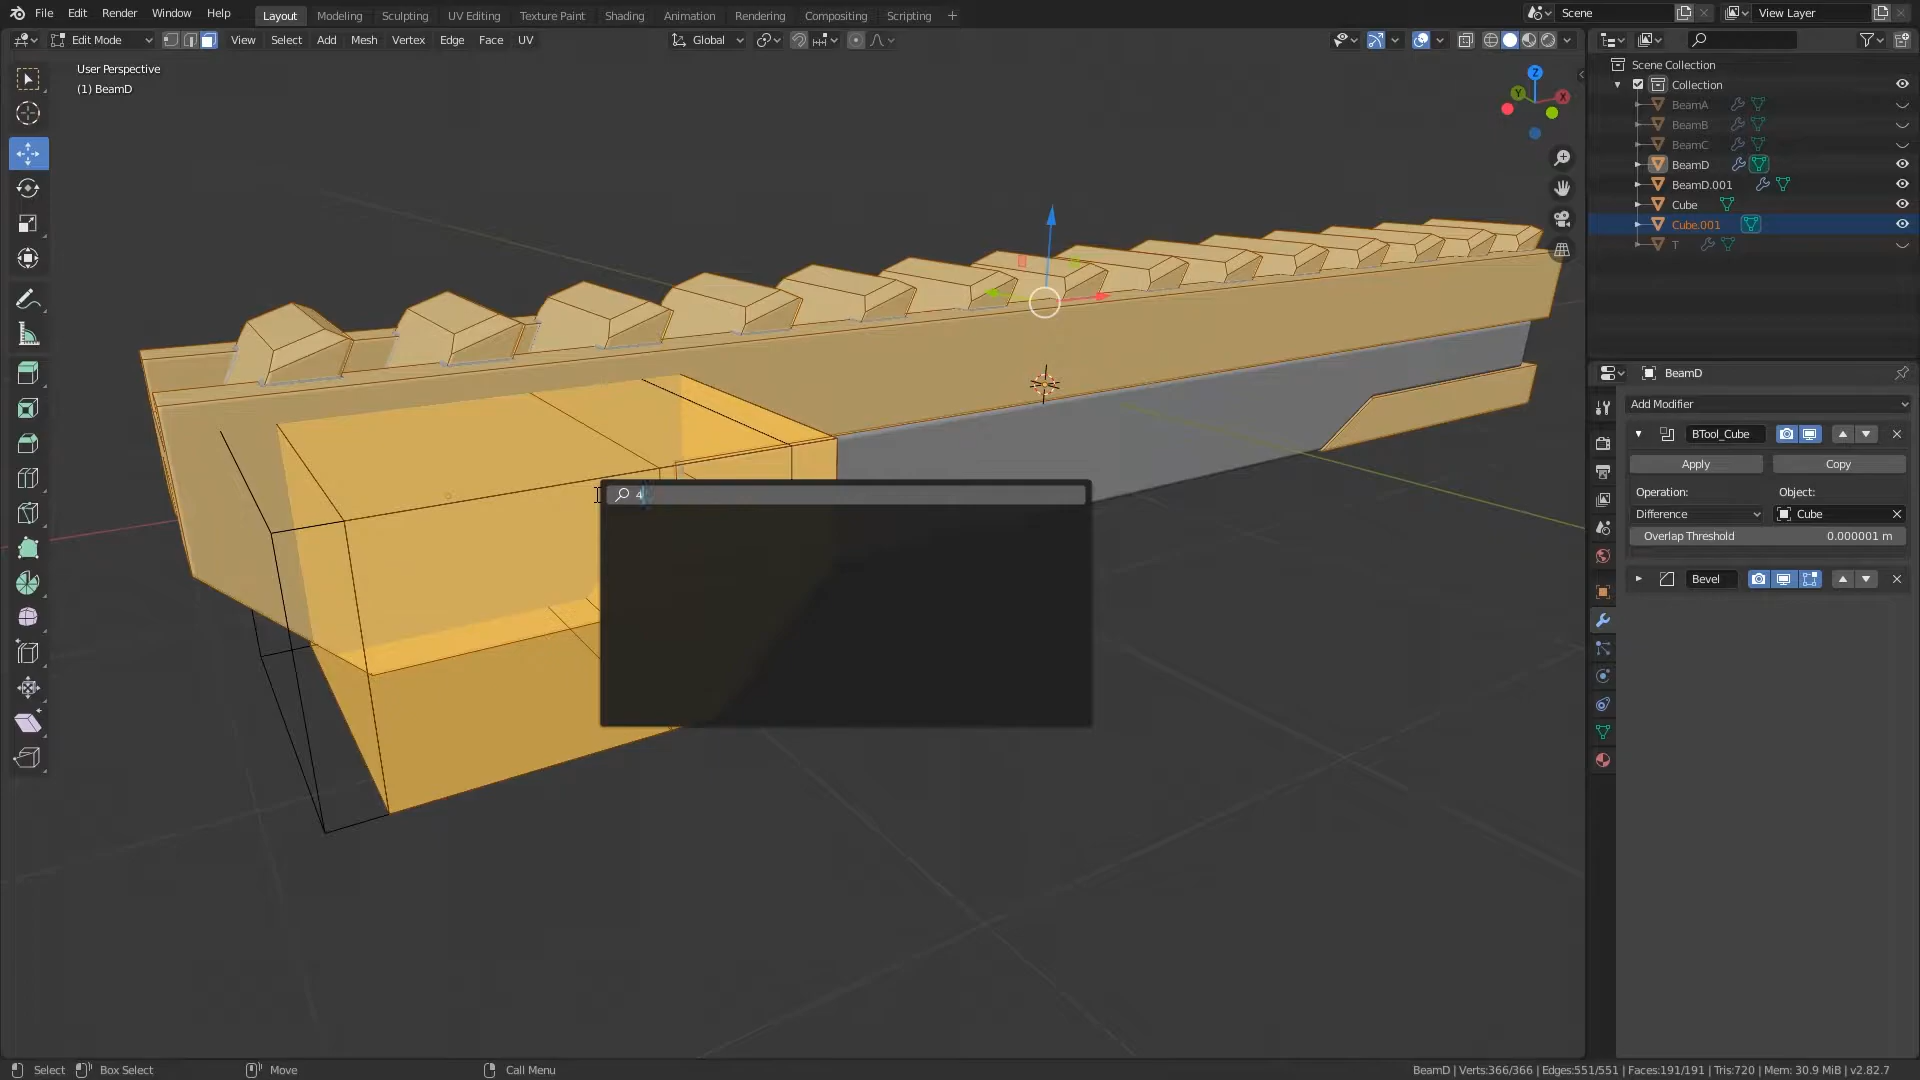 File Edit Render Window Help
Layout Modeling Sculpting UV Editing Texture Paint Shading Animation Rendering Compositing Scripting +
Scene
View Layer
Edit Mode
View Select Add Mesh Vertex Edge Face UV
Global
User Perspective
(1) BeamD
Z
Y
X
Scene Collection
Collection
BeamA
BeamB
BeamC
BeamD
BeamD.001
Cube
Cube.001
T
BeamD
Add Modifier
BTool_Cube
Apply
Copy
Operation:
Object:
Difference
Cube
Overlap Threshold 0.000001 m
Bevel
4
Select
Box Select
Move
Call Menu
BeamD | Verts:366/366 | Edges:551/551 | Faces:191/191 | Tris:720 | Mem: 30.9 MiB | v2.82.7